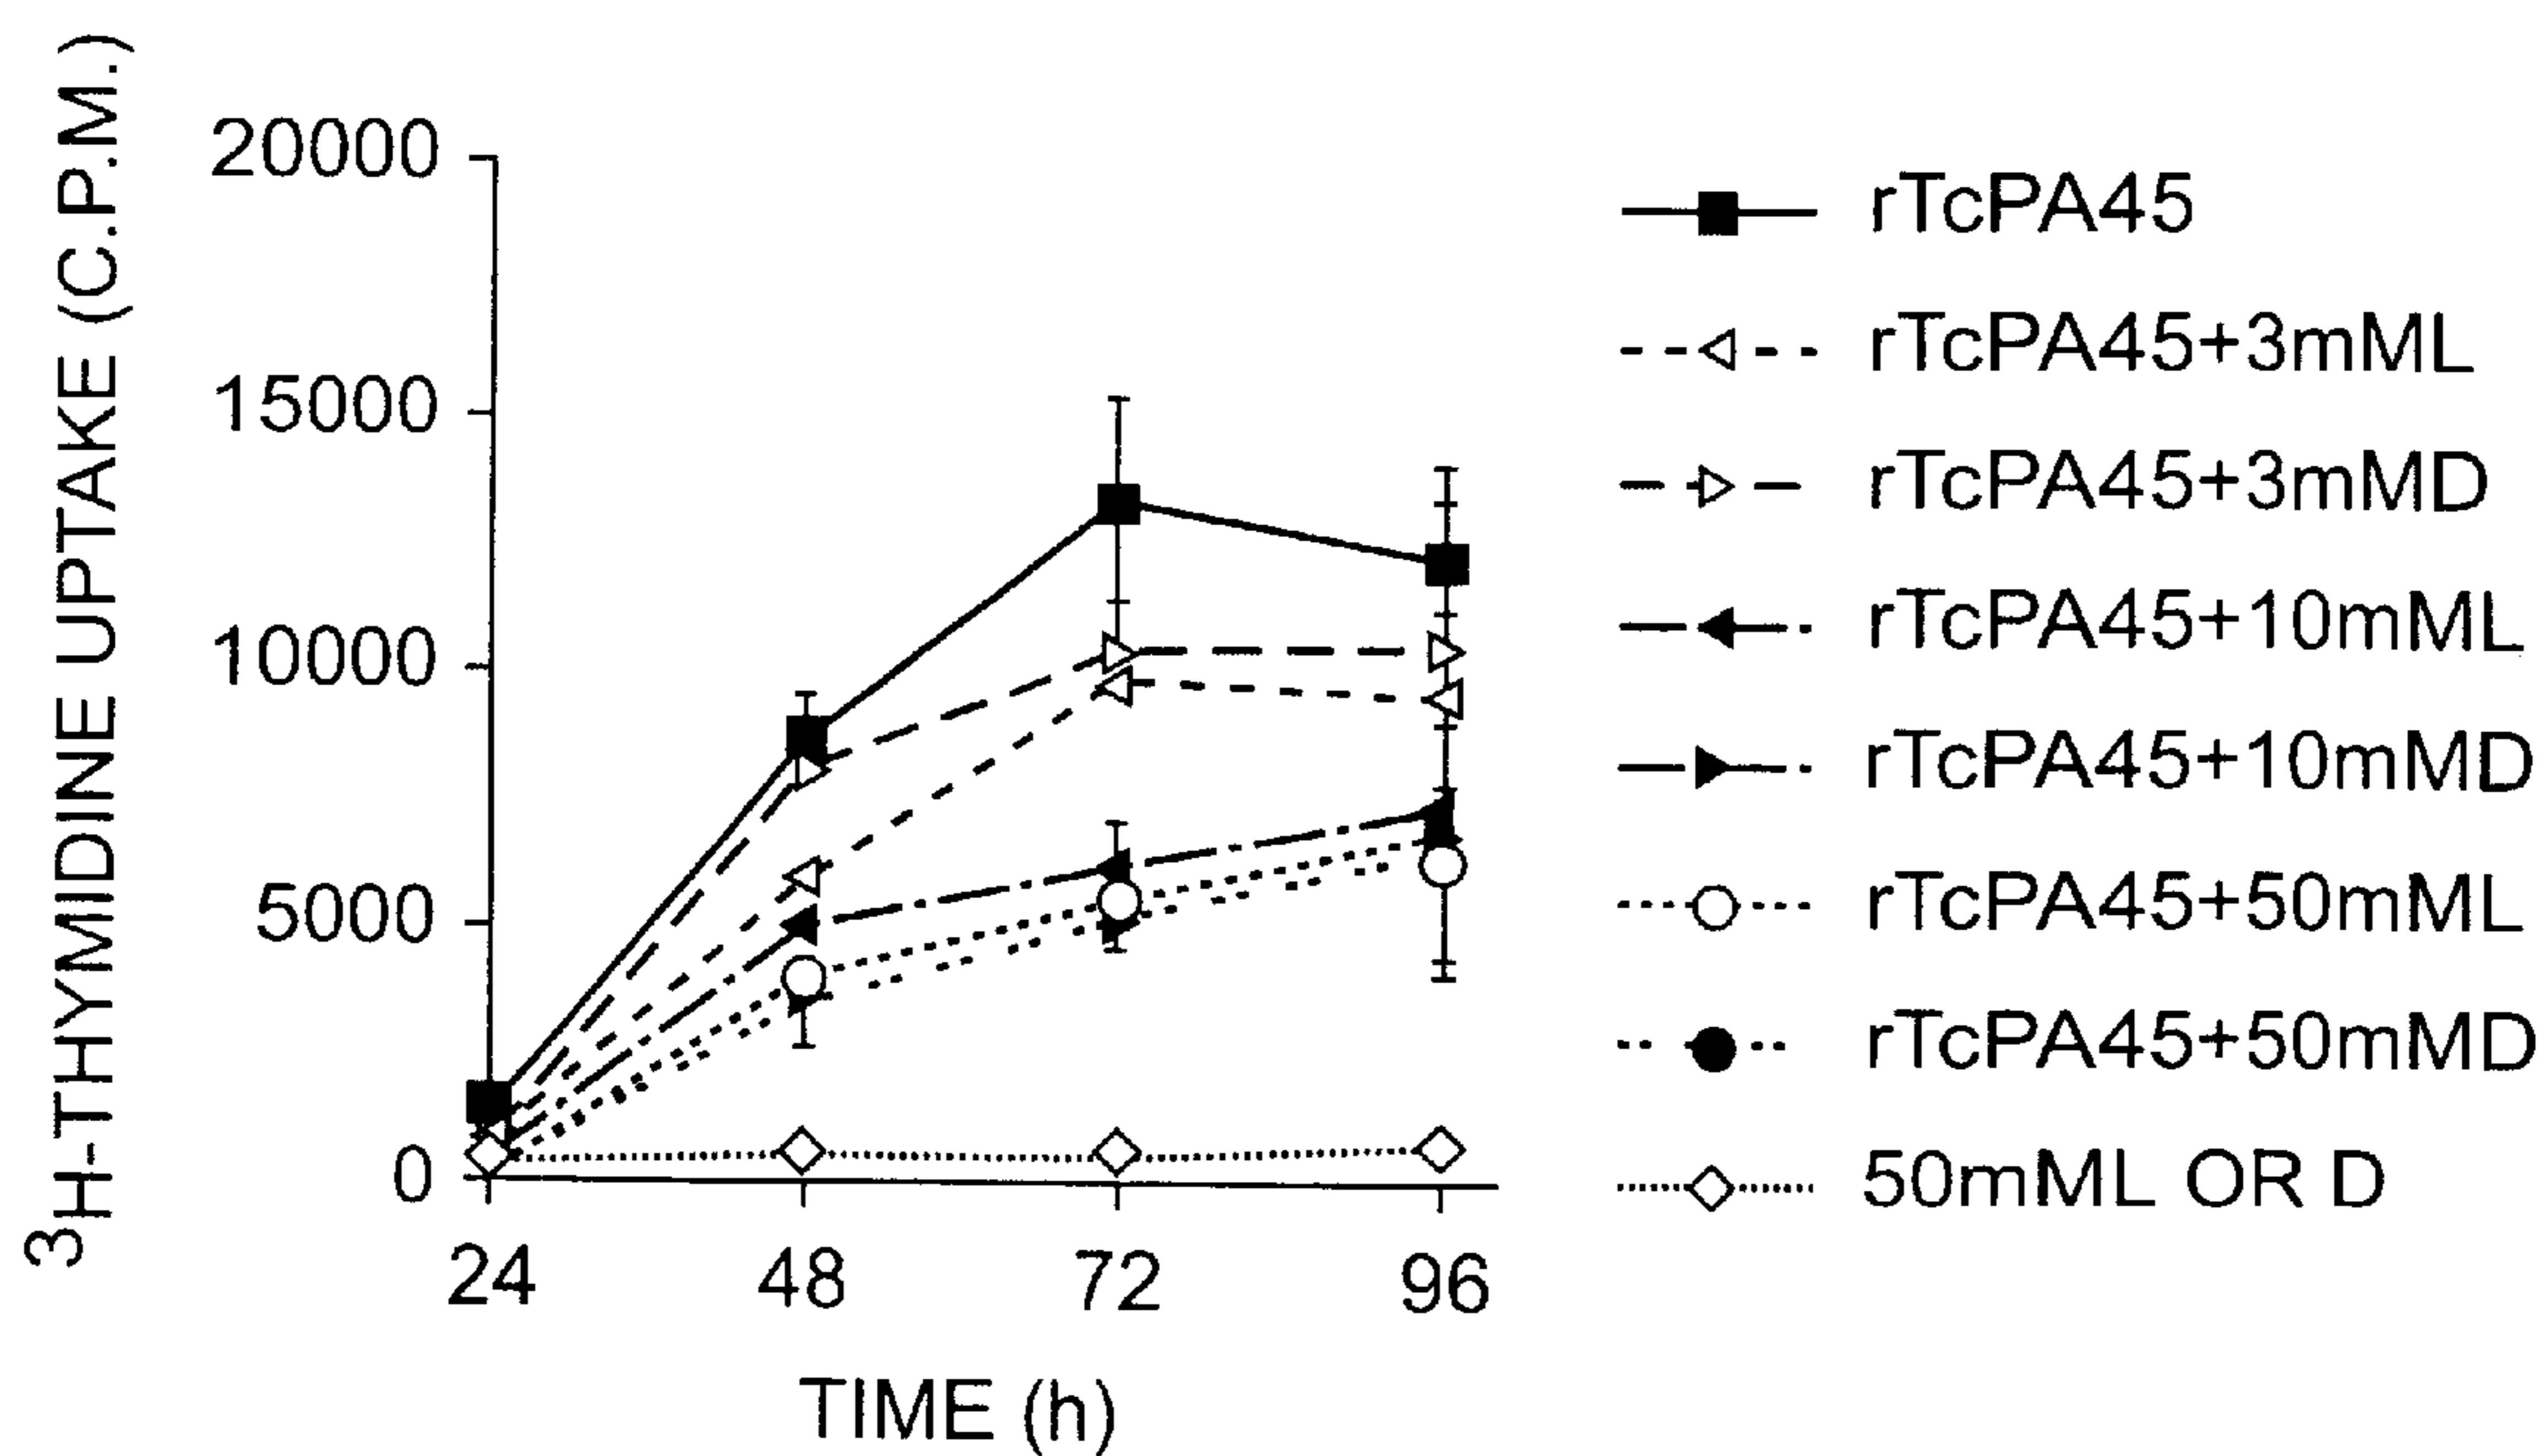 ³H-THYMIDINE UPTAKE (C.P.M.)
20000
15000
10000
5000
0
24 48 72 96
TIME (h)
rTcPA45
rTcPA45+3mML
rTcPA45+3mMD
rTcPA45+10mML
rTcPA45+10mMD
rTcPA45+50mML
rTcPA45+50mMD
50mML OR D